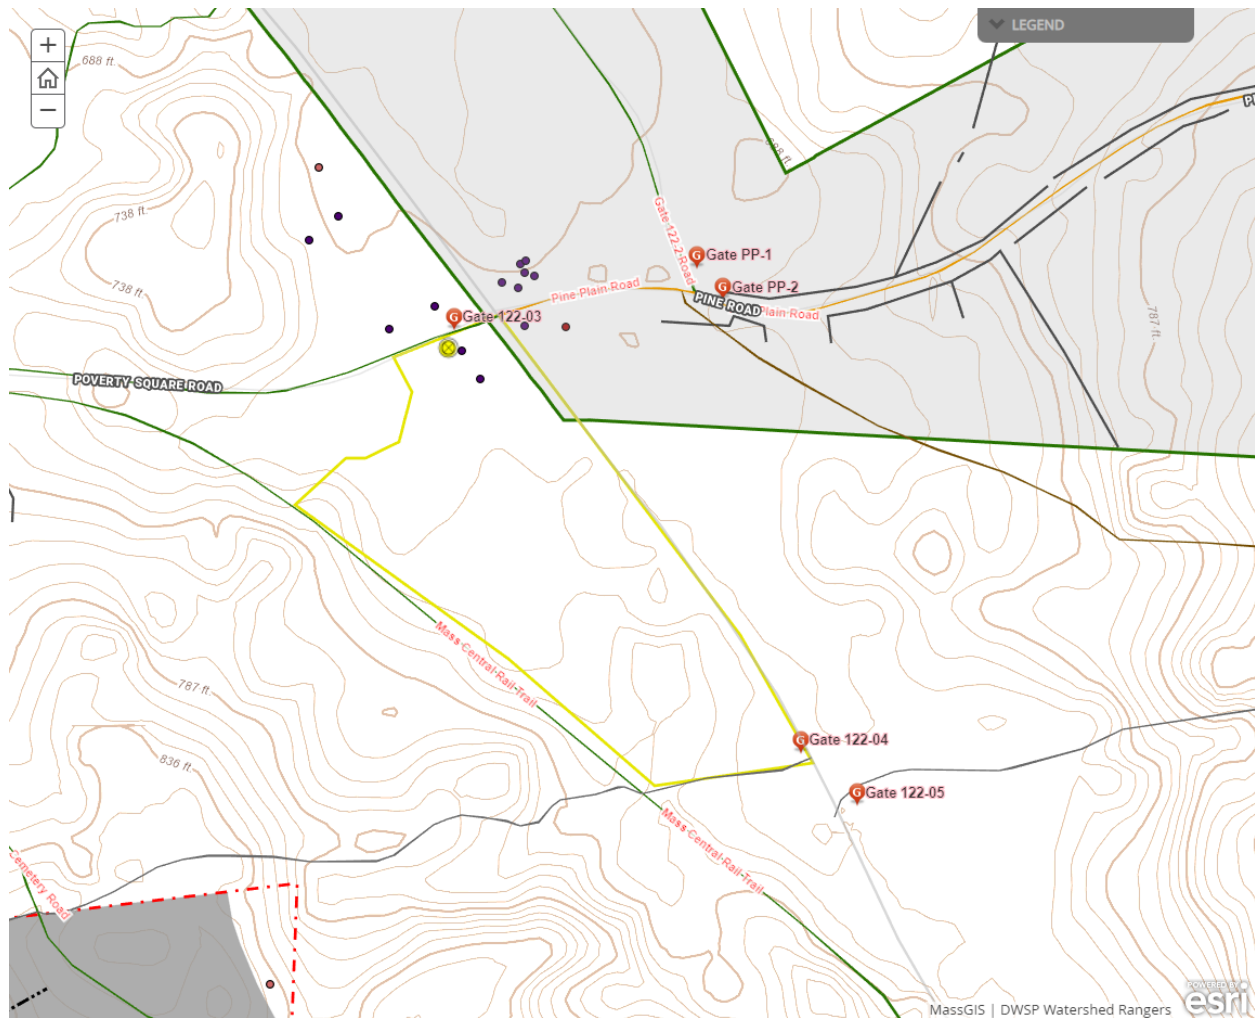 LEGEND
+
−
688 ft.
738 ft.
738 ft.
688 ft.
Gate 122-2 Road
Gate PP-1
Gate PP-2
Pine Plain Road
PINE ROAD
Plain Road
Gate 122-03
787 ft.
POVERTY SQUARE ROAD
Mass Central Rail Trail
787 ft.
836 ft.
Gate 122-04
Gate 122-05
Mass Central Rail Trail
Cemetery Road
MassGIS | DWSP Watershed Rangers
POWERED BY
esri